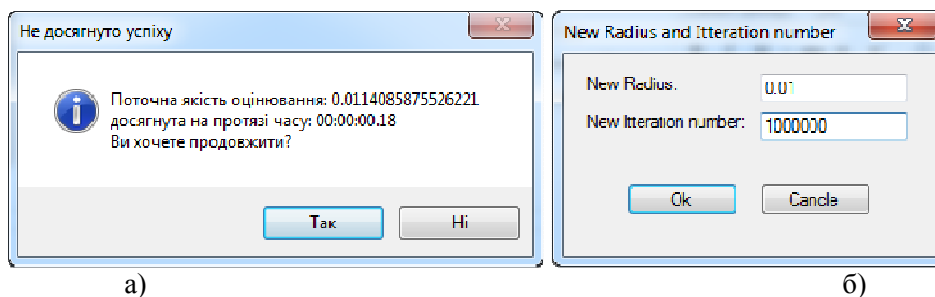 Не досягнуто успіху
Поточна якість оцінювання: 0.0114085875526221
досягнута на протязі часу: 00:00:00.18
Ви хочете продовжити?
Так
Ні
New Radius and Itteration number
New Radius:
0.01
New Itteration number:
1000000
Ok
Cancle
а)
б)